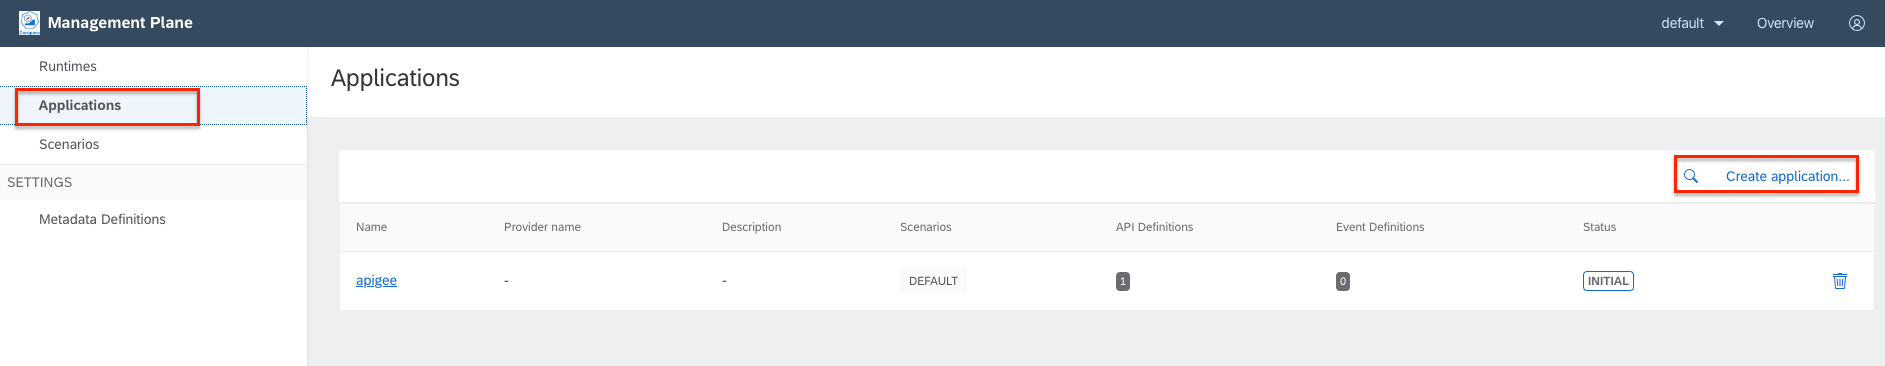 Compass
Management Plane
default
Overview
Runtimes
Applications
Scenarios
SETTINGS
Metadata Definitions
Applications
Create application...
Name Provider name Description Scenarios API Definitions Event Definitions Status
apigee - - DEFAULT 1 0 INITIAL